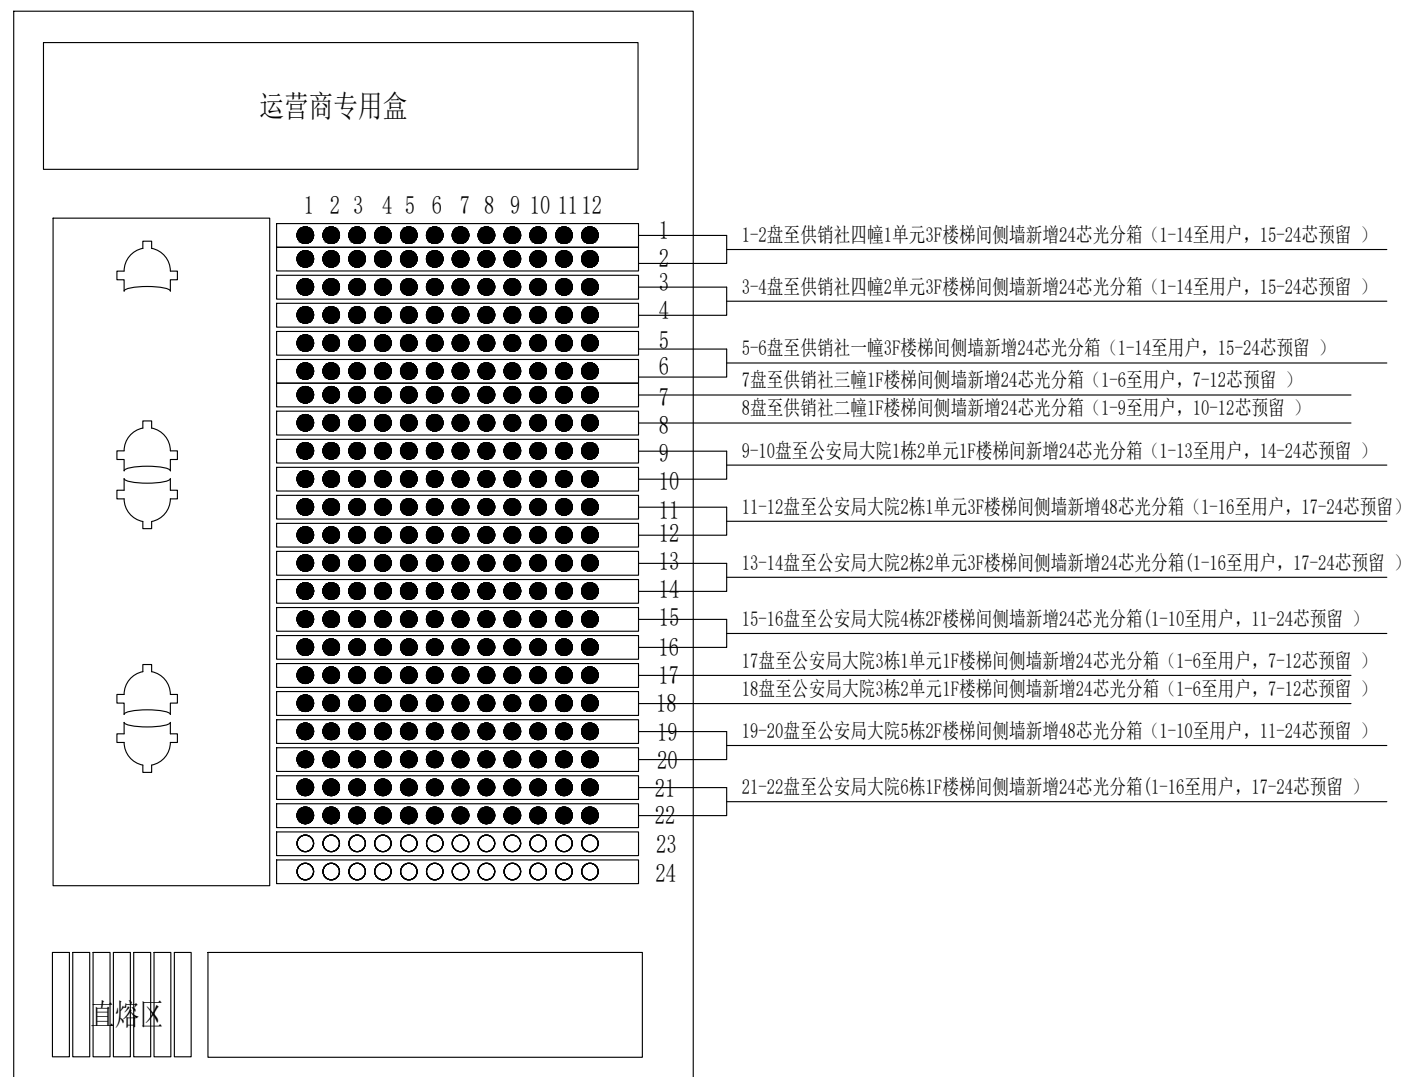 运营商专用盒
1 2 3 4 5 6 7 8 9 10 11 12
1
2
3
4
5
6
7
8
9
10
11
12
13
14
15
16
17
18
19
20
21
22
23
24
1-2盘至供销社四幢1单元3F楼梯间侧墙新增24芯光分箱（1-14至用户，15-24芯预留 ）
3-4盘至供销社四幢2单元3F楼梯间侧墙新增24芯光分箱（1-14至用户，15-24芯预留 ）
5-6盘至供销社一幢3F楼梯间侧墙新增24芯光分箱（1-14至用户，15-24芯预留 ）
7盘至供销社三幢1F楼梯间侧墙新增24芯光分箱（1-6至用户，7-12芯预留 ）
8盘至供销社二幢1F楼梯间侧墙新增24芯光分箱（1-9至用户，10-12芯预留 ）
9-10盘至公安局大院1栋2单元1F楼梯间新增24芯光分箱（1-13至用户，14-24芯预留 ）
11-12盘至公安局大院2栋1单元3F楼梯间侧墙新增48芯光分箱（1-16至用户，17-24芯预留）
13-14盘至公安局大院2栋2单元3F楼梯间侧墙新增24芯光分箱(1-16至用户，17-24芯预留 ）
15-16盘至公安局大院4栋2F楼梯间侧墙新增24芯光分箱(1-10至用户，11-24芯预留 ）
17盘至公安局大院3栋1单元1F楼梯间侧墙新增24芯光分箱（1-6至用户，7-12芯预留 ）
18盘至公安局大院3栋2单元1F楼梯间侧墙新增24芯光分箱（1-6至用户，7-12芯预留 ）
19-20盘至公安局大院5栋2F楼梯间侧墙新增48芯光分箱（1-10至用户，11-24芯预留 ）
21-22盘至公安局大院6栋1F楼梯间侧墙新增24芯光分箱(1-16至用户，17-24芯预留 ）
直熔区